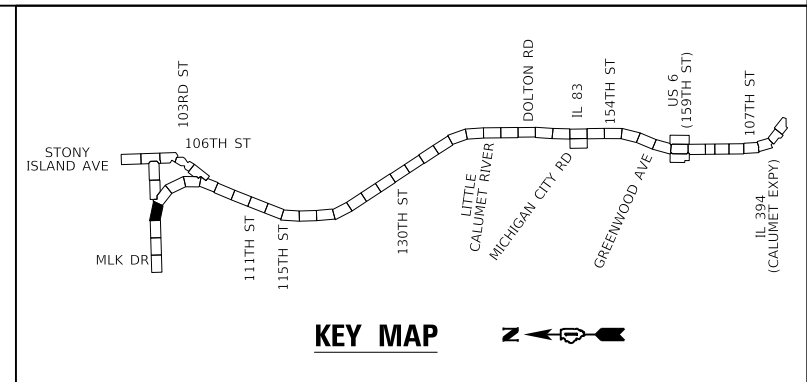 103RD ST
106TH ST
STONY
ISLAND AVE
MLK DR
111TH ST
115TH ST
130TH ST
LITTLE
CALUMET RIVER
DOLTON RD
MICHIGAN CITY RD
IL 83
154TH ST
GREENWOOD AVE
US 6
(159TH ST)
107TH ST
IL 394
(CALUMET EXPY)
KEY MAP
N